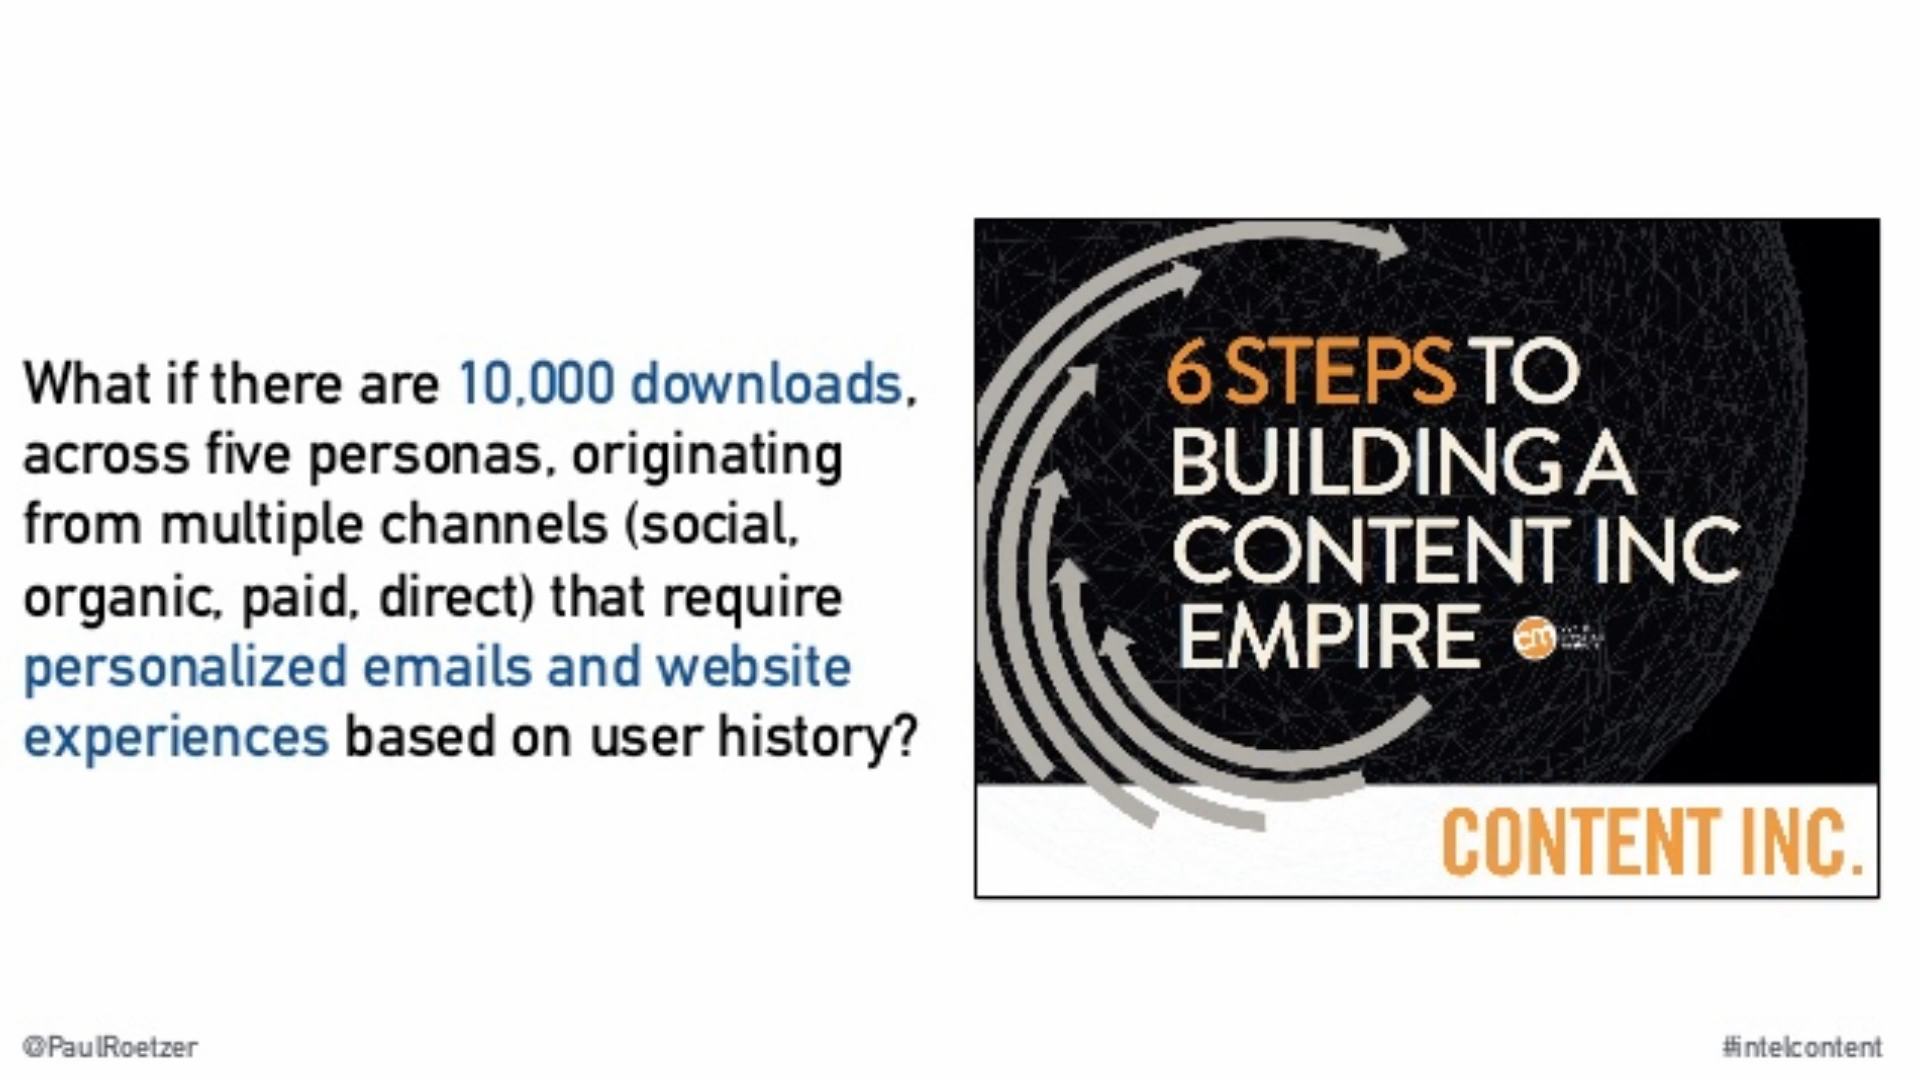 What if there are 10,000 downloads,
across five personas, originating
from multiple channels (social,
organic, paid, direct) that require
personalized emails and website
experiences based on user history?
6 STEPS TO
BUILDING A
CONTENT INC
EMPIRE
cm
CONTENT INC.
@PaulRoetzer
#intelcontent